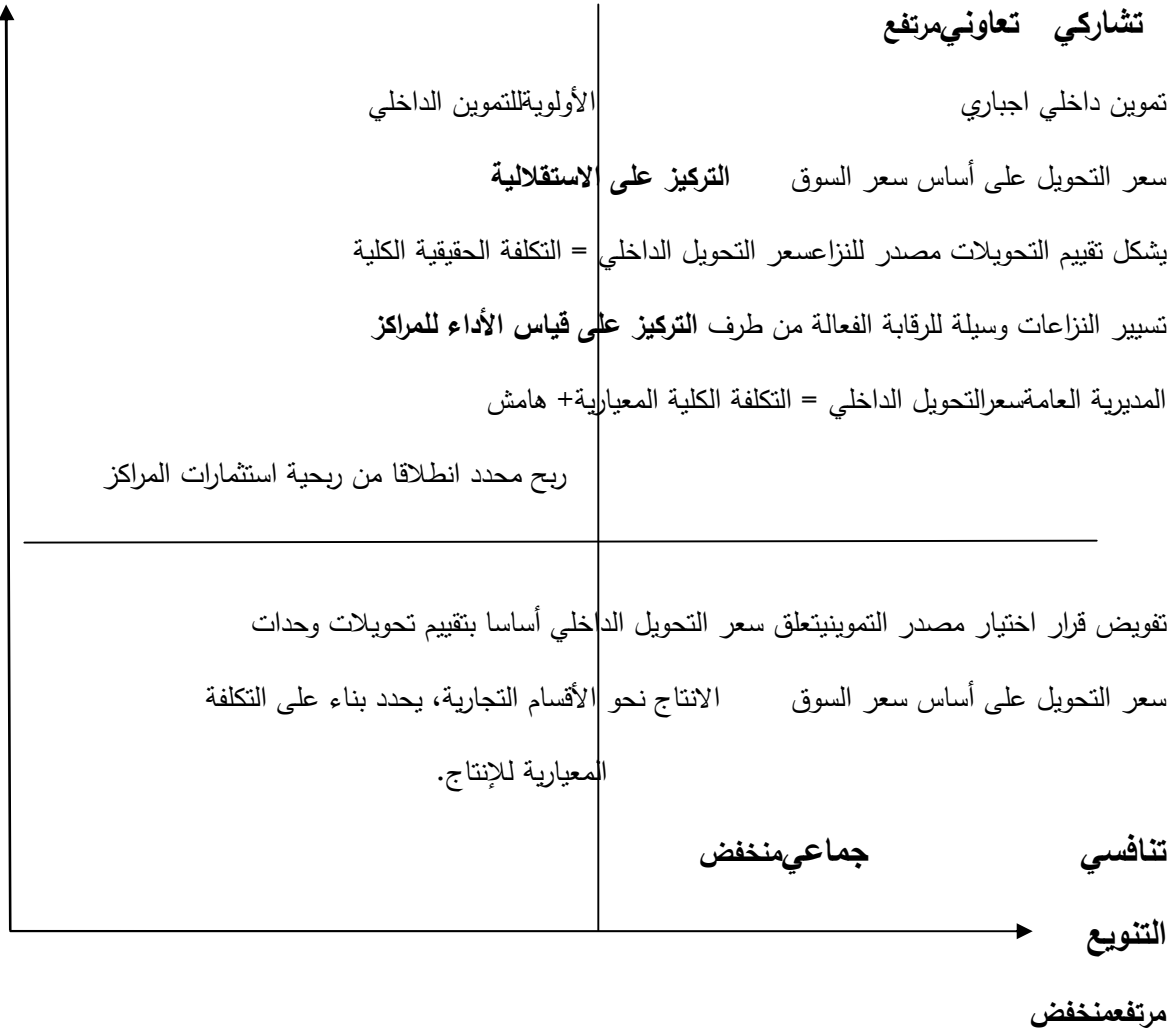 تشاركي تعاونيمرتفع
تموين داخلي اجباري الأولويةللتموين الداخلي
سعر التحويل على أساس سعر السوق التركيز على الاستقلالية
يشكل تقييم التحويلات مصدر للنزاعسعر التحويل الداخلي = التكلفة الحقيقية الكلية
تسيير النزاعات وسيلة للرقابة الفعالة من طرف التركيز على قياس الأداء للمراكز
المديرية العامةسعرالتحويل الداخلي = التكلفة الكلية المعيارية+ هامش
ربح محدد انطلاقا من ربحية استثمارات المراكز
تفويض قرار اختيار مصدر التموينيتعلق سعر التحويل الداخلي أساسا بتقييم تحويلات وحدات
سعر التحويل على أساس سعر السوق الانتاج نحو الأقسام التجارية، يحدد بناء على التكلفة
المعيارية للإنتاج.
تنافسي جماعيمنخفض
التنويع
مرتفعمنخفض